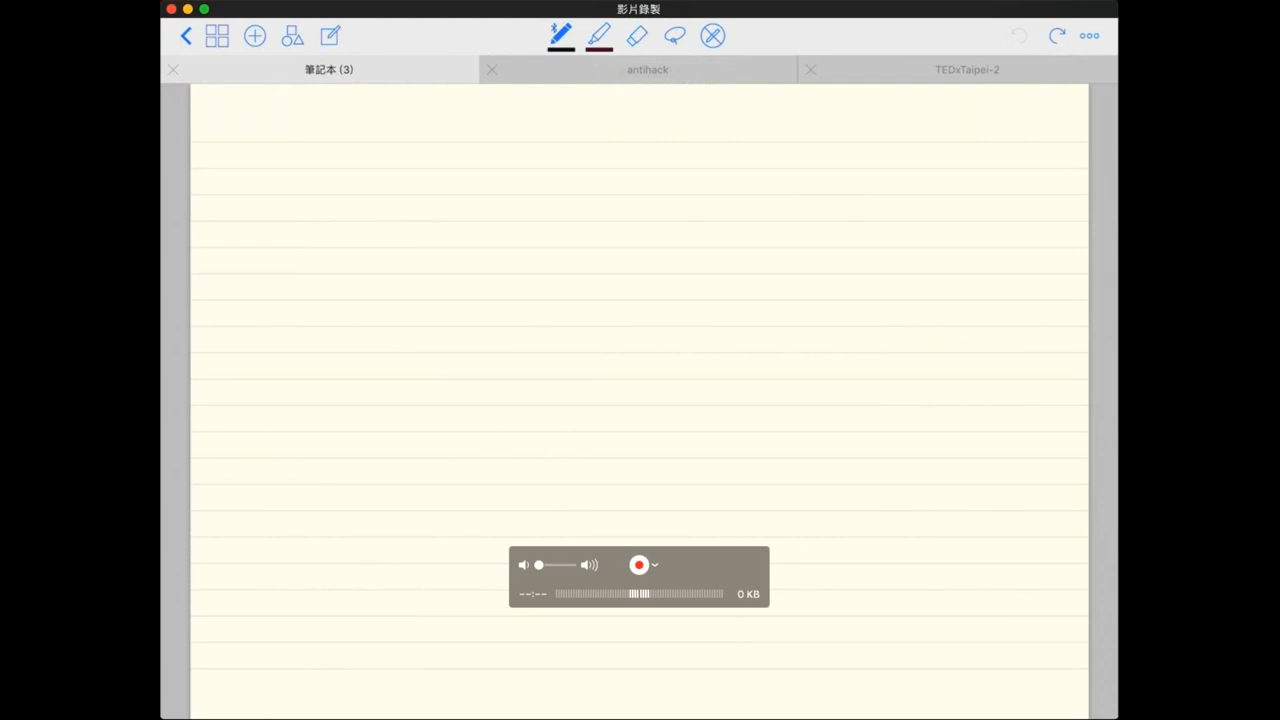 影片錄製
筆記本 (3)
antihack
TEDxTaipei-2
--:--
0 KB